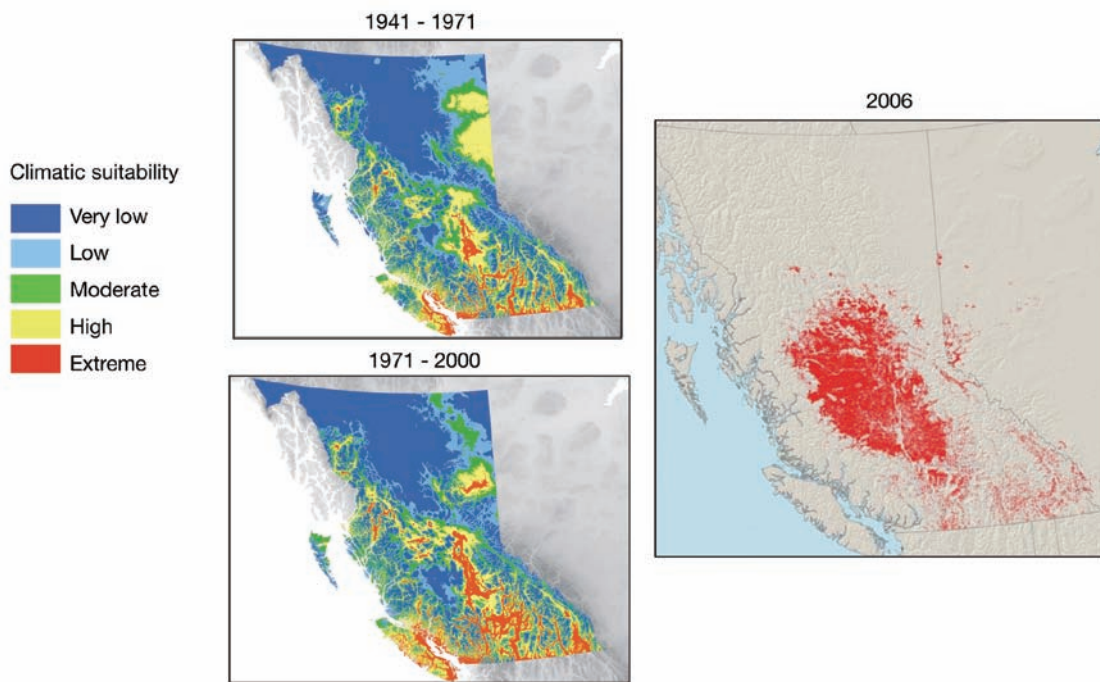 1941 - 1971
2006
Climatic suitability
Very low
Low
Moderate
High
Extreme
1971 - 2000